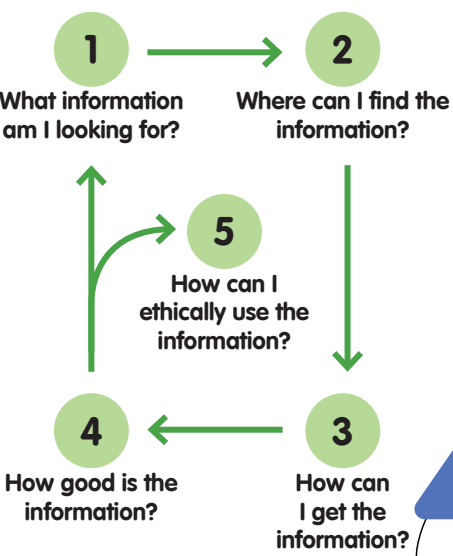 1
What information
am I looking for?
2
Where can I find the
information?
5
How can I
ethically use the
information?
4
How good is the
information?
3
How can
I get the
information?